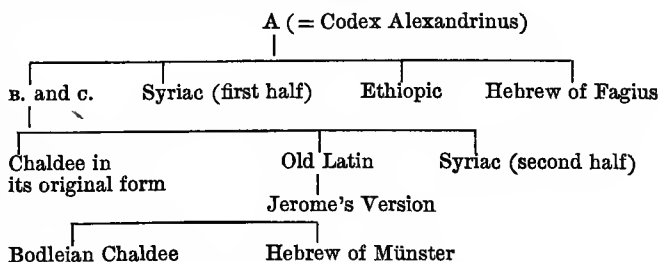 A (= Codex Alexandrinus)
B. and C. Syriac (first half) Ethiopic Hebrew of Fagius
Chaldee in Old Latin Syriac (second half)
its original form
Jerome's Version
Bodleian Chaldee Hebrew of Münster